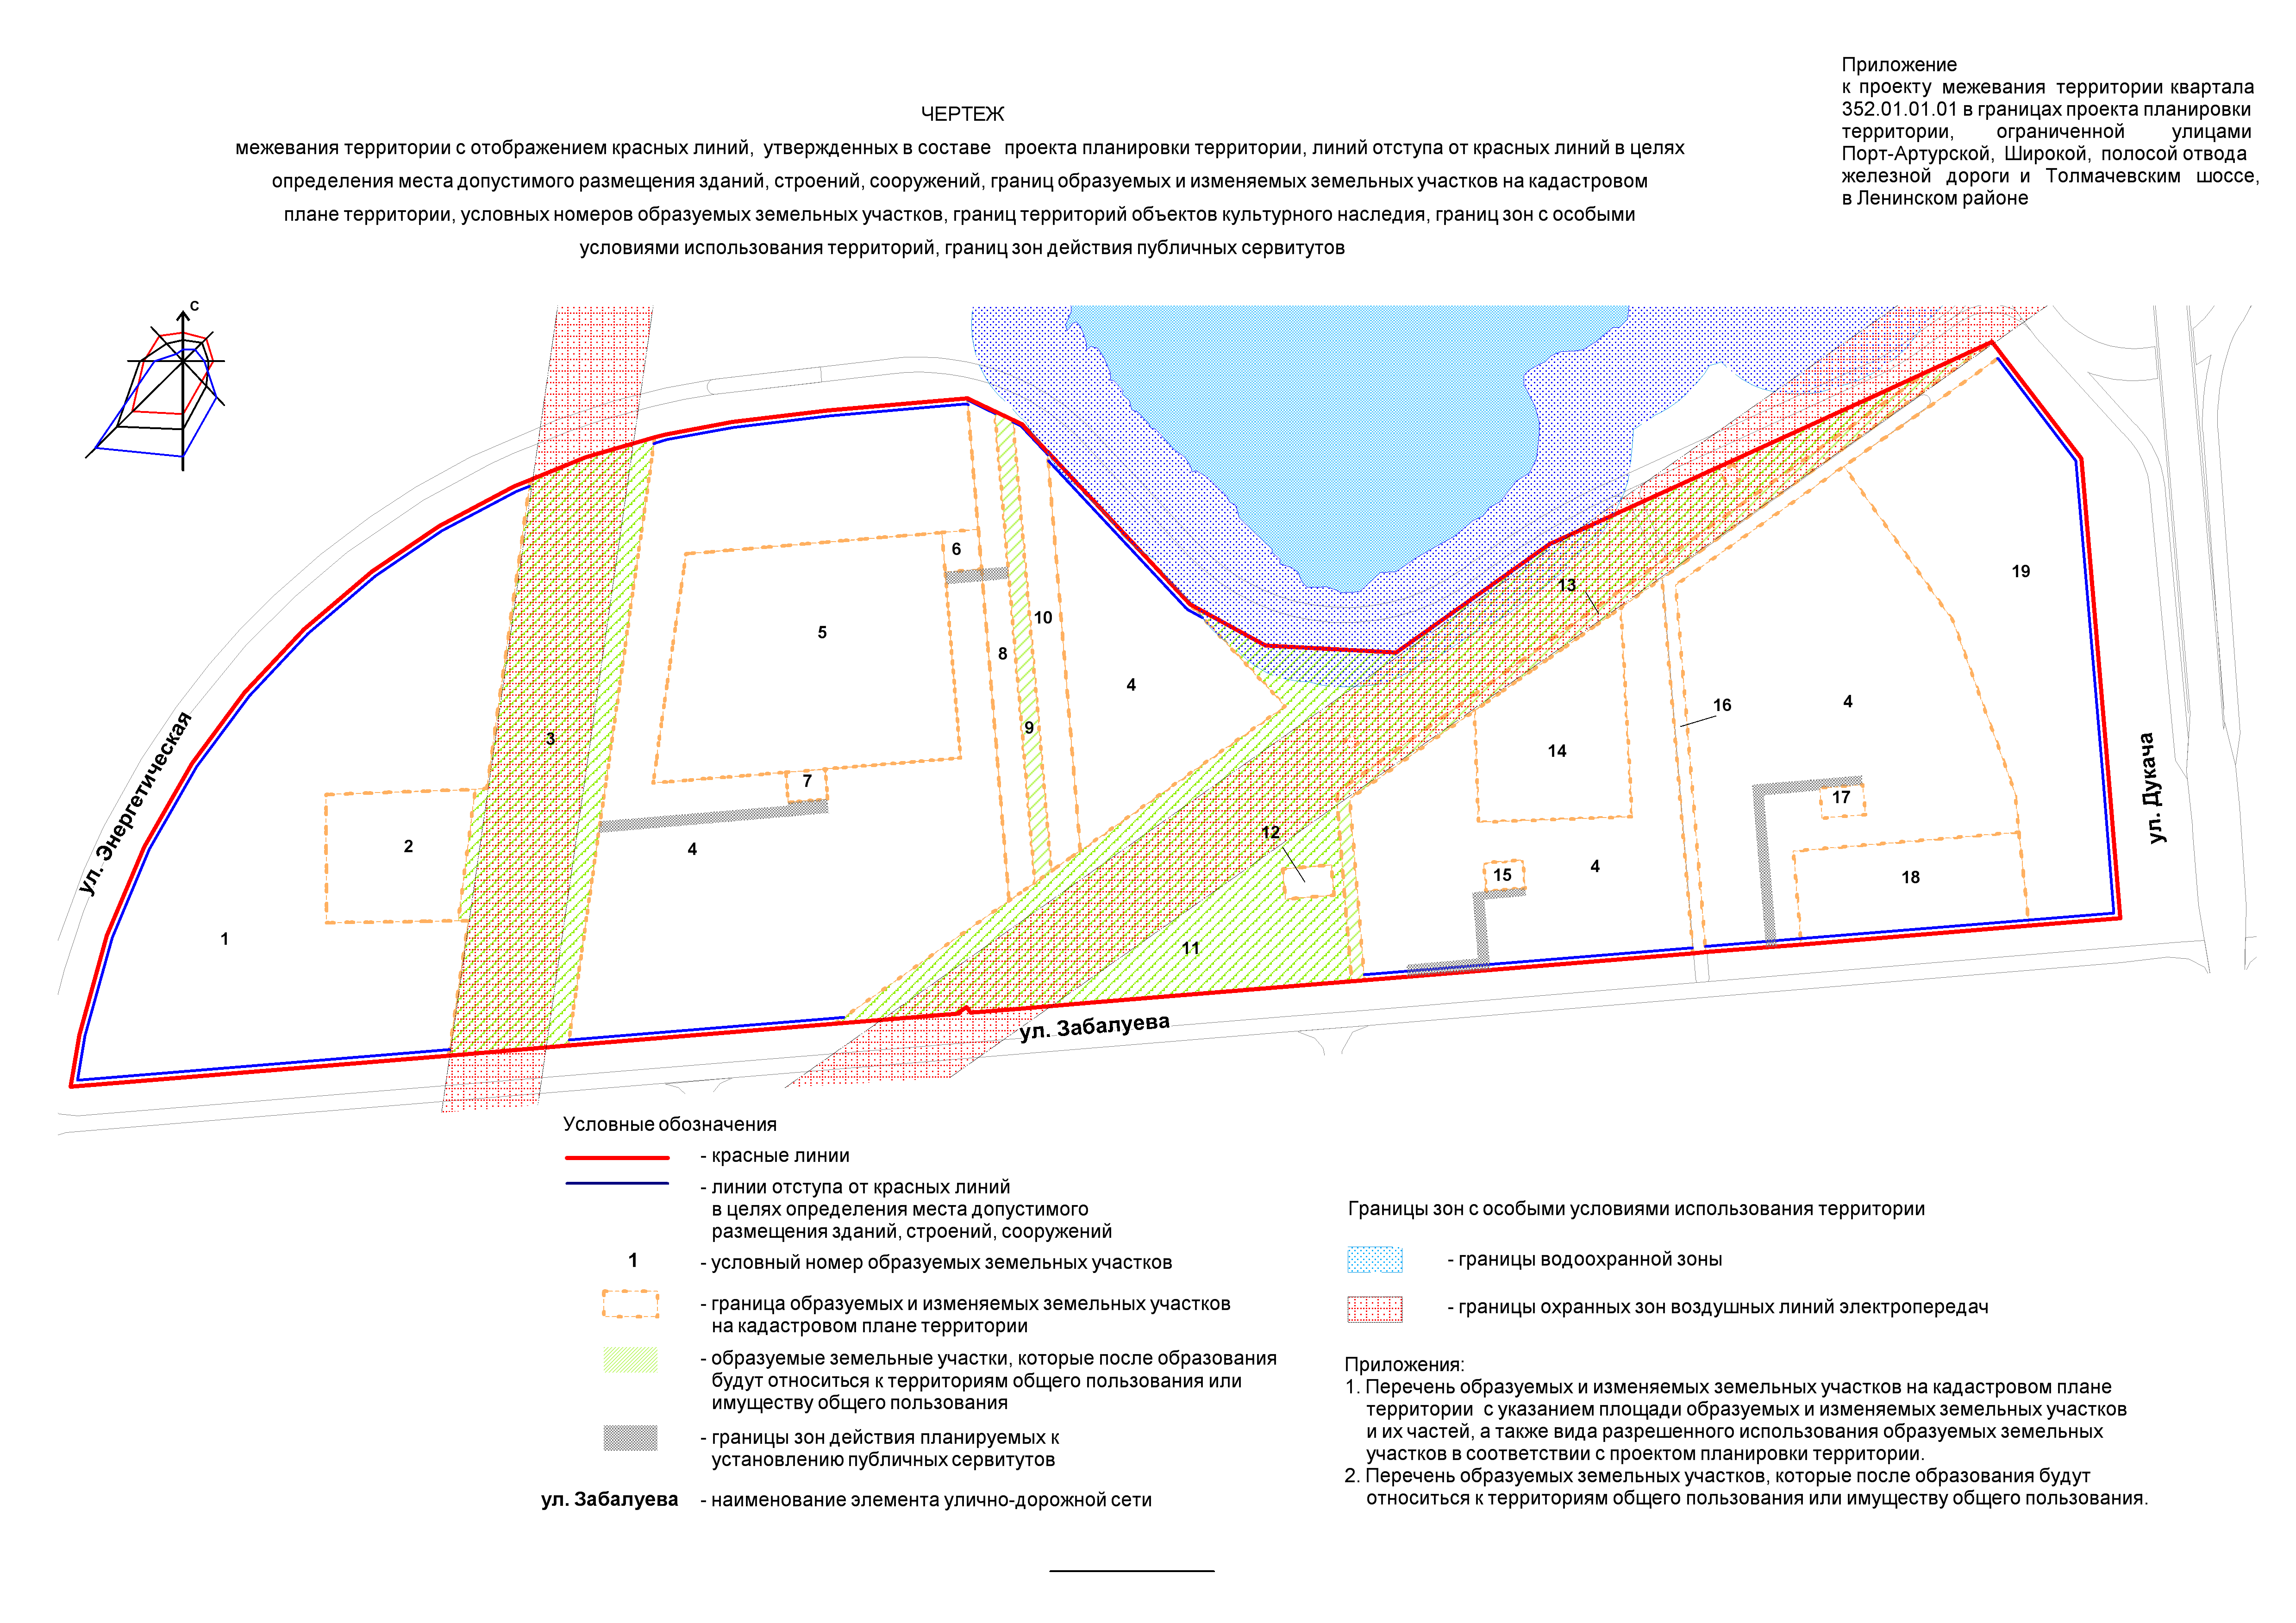 Приложение
к проекту межевания территории квартала
352.01.01.01 в границах проекта планировки
территории, ограниченной улицами
Порт-Артурской, Широкой, полосой отвода
железной дороги и Толмачевским шоссе,
в Ленинском районе
ЧЕРТЕЖ
межевания территории с отображением красных линий, утвержденных в составе проекта планировки территории, линий отступа от красных линий в целях
определения места допустимого размещения зданий, строений, сооружений, границ образуемых и изменяемых земельных участков на кадастровом
плане территории, условных номеров образуемых земельных участков, границ территорий объектов культурного наследия, границ зон с особыми
условиями использования территорий, границ зон действия публичных сервитутов
С
6
13
19
5
10
8
4
16
4
9
3
14
7
17
12
2
4
4
15
18
1
11
ул. Энергетическая
ул. Дукача
ул. Забалуева
Условные обозначения
- красные линии
- линии отступа от красных линий
в целях определения места допустимого
размещения зданий, строений, сооружений
1 - условный номер образуемых земельных участков
- граница образуемых и изменяемых земельных участков
на кадастровом плане территории
- образуемые земельные участки, которые после образования
будут относиться к территориям общего пользования или
имуществу общего пользования
- границы зон действия планируемых к
установлению публичных сервитутов
ул. Забалуева - наименование элемента улично-дорожной сети
Границы зон с особыми условиями использования территории
- границы водоохранной зоны
- границы охранных зон воздушных линий электропередач
Приложения:
1. Перечень образуемых и изменяемых земельных участков на кадастровом плане
территории с указанием площади образуемых и изменяемых земельных участков
и их частей, а также вида разрешенного использования образуемых земельных
участков в соответствии с проектом планировки территории.
2. Перечень образуемых земельных участков, которые после образования будут
относиться к территориям общего пользования или имуществу общего пользования.